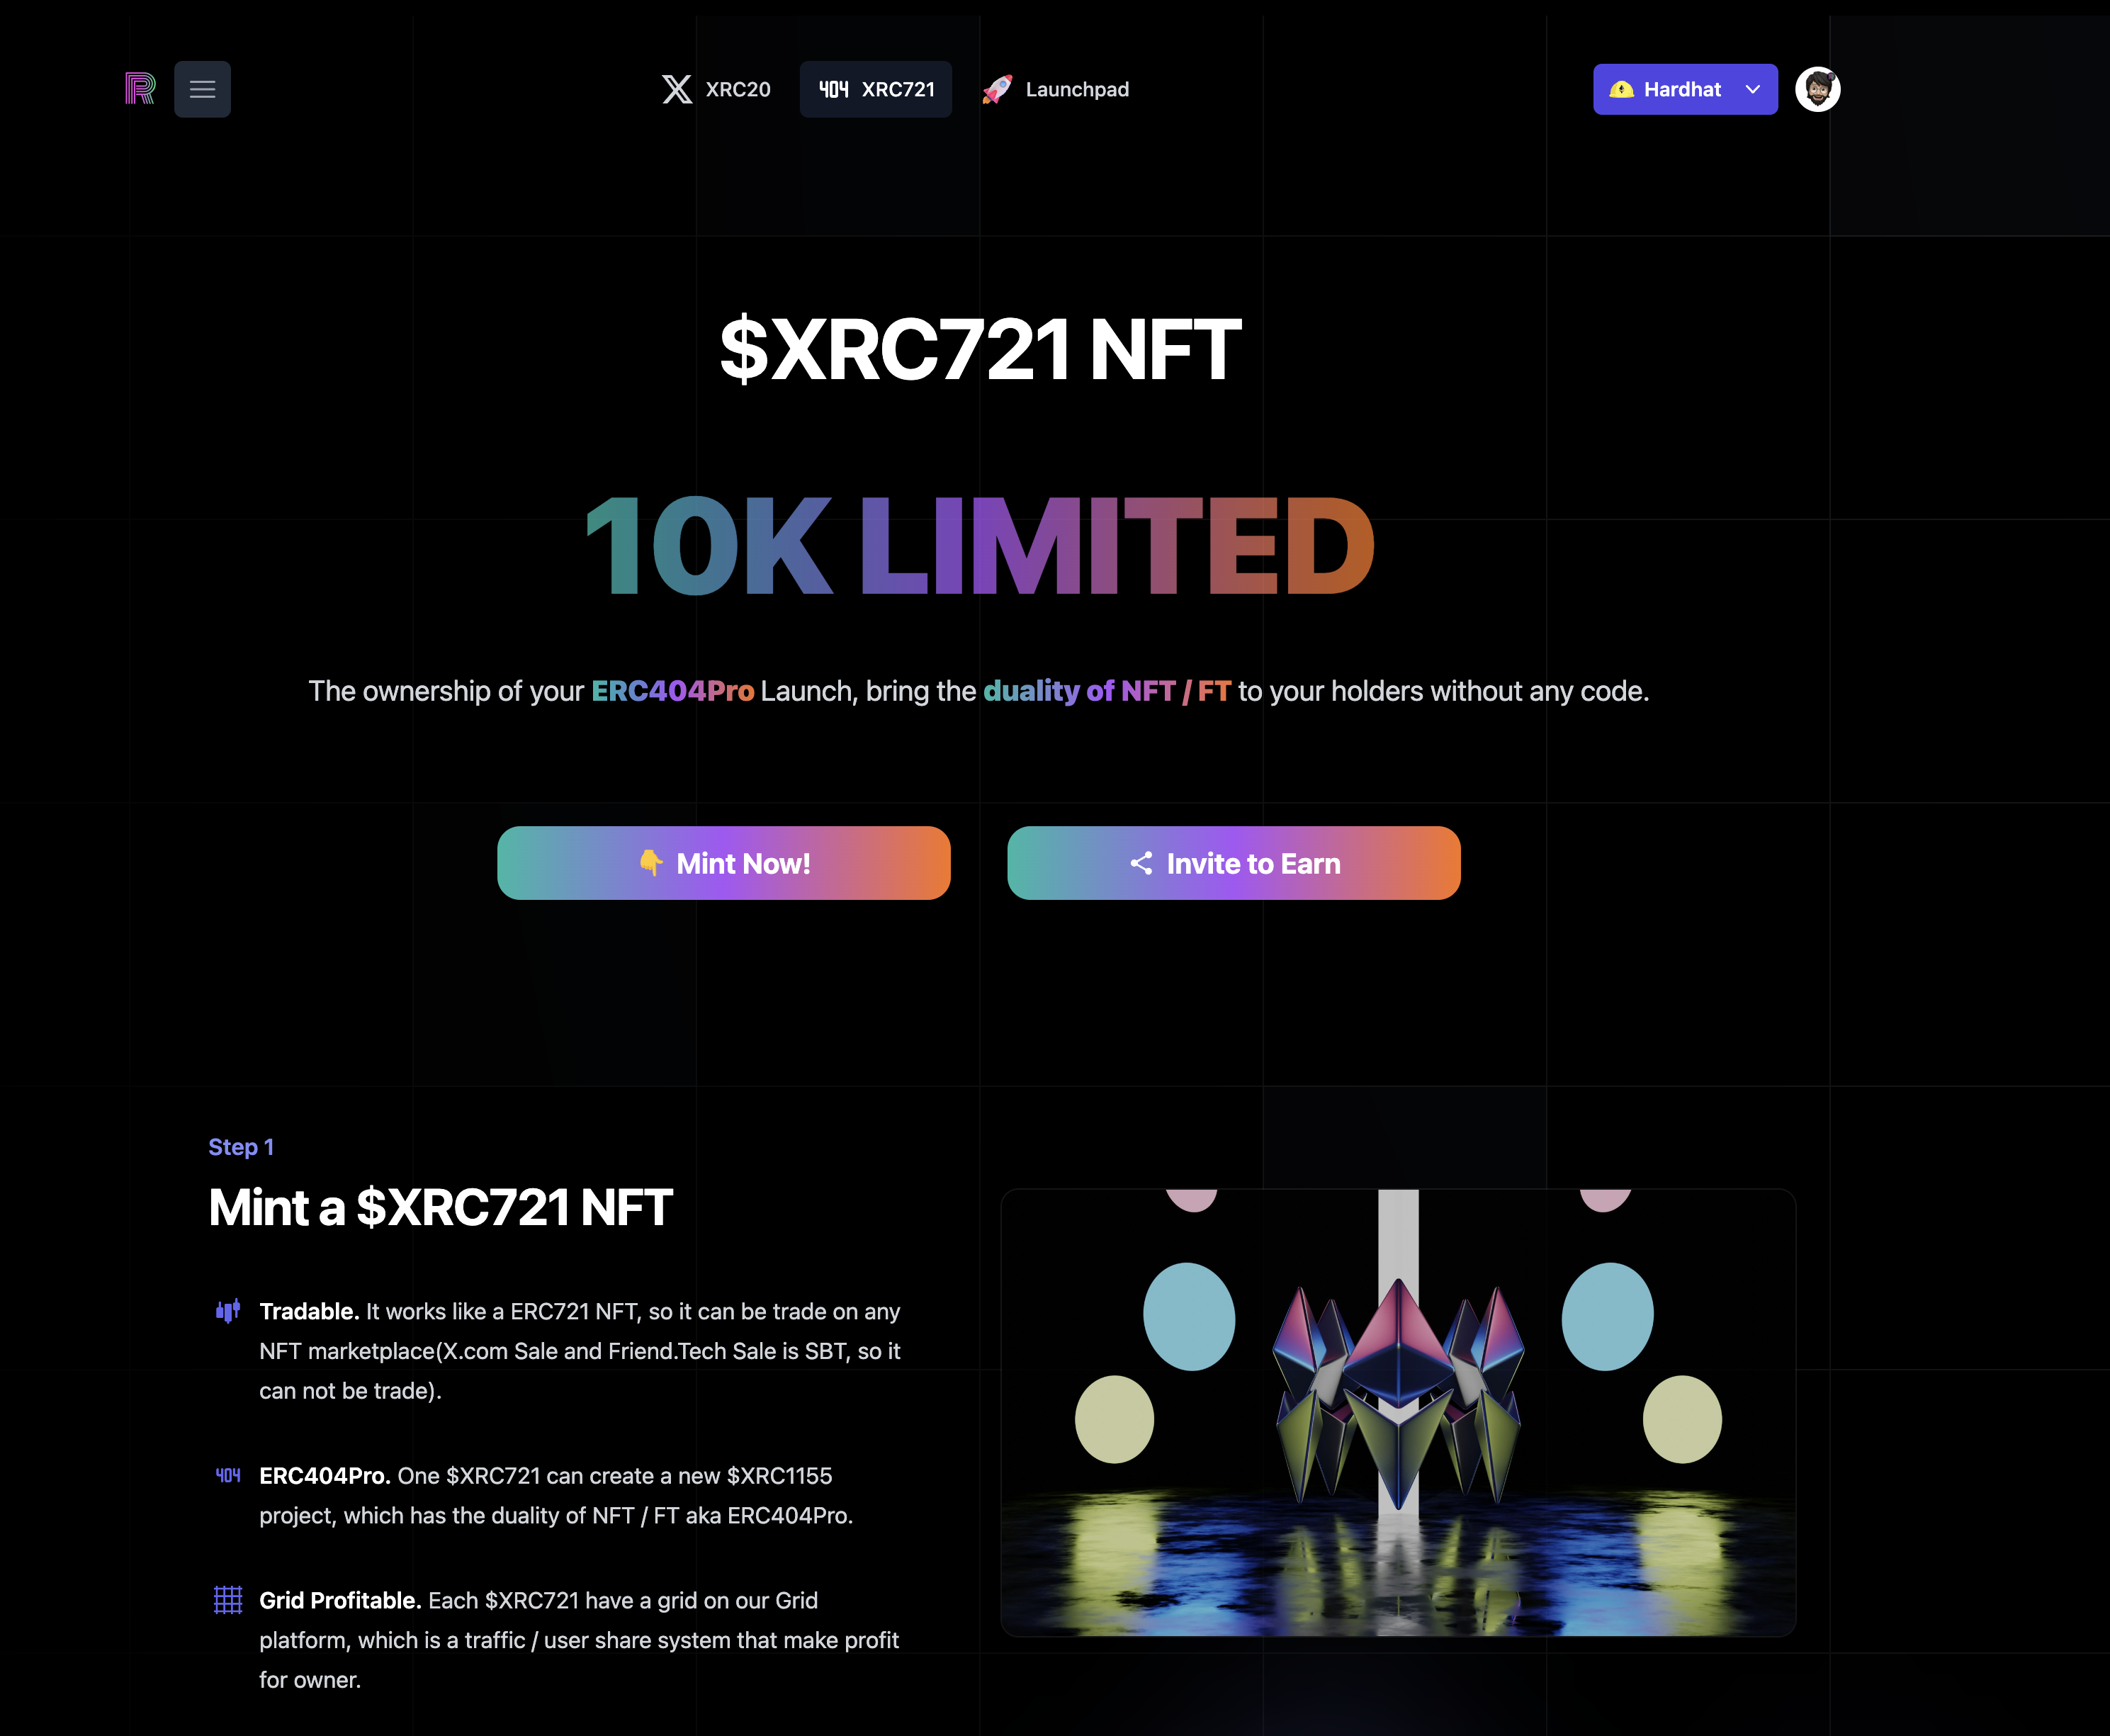 R
XRC20
404 XRC721
Launchpad
Hardhat
$XRC721 NFT
10K LIMITED
The ownership of your ERC404Pro Launch, bring the duality of NFT / FT to your holders without any code.
👇 Mint Now!
Invite to Earn
Step 1
Mint a $XRC721 NFT
Tradable. It works like a ERC721 NFT, so it can be trade on any
NFT marketplace(X.com Sale and Friend.Tech Sale is SBT, so it
can not be trade).
404 ERC404Pro. One $XRC721 can create a new $XRC1155
project, which has the duality of NFT / FT aka ERC404Pro.
Grid Profitable. Each $XRC721 have a grid on our Grid
platform, which is a traffic / user share system that make profit
for owner.